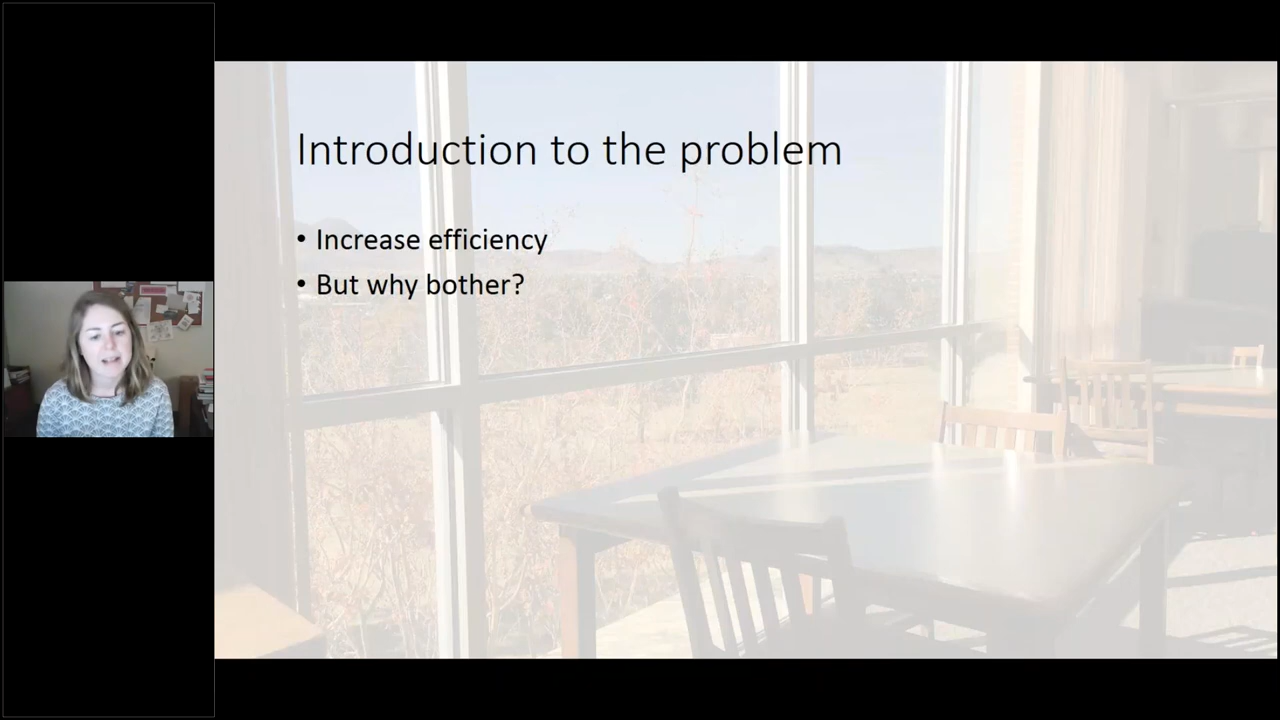 Introduction to the problem
• Increase efficiency
• But why bother?